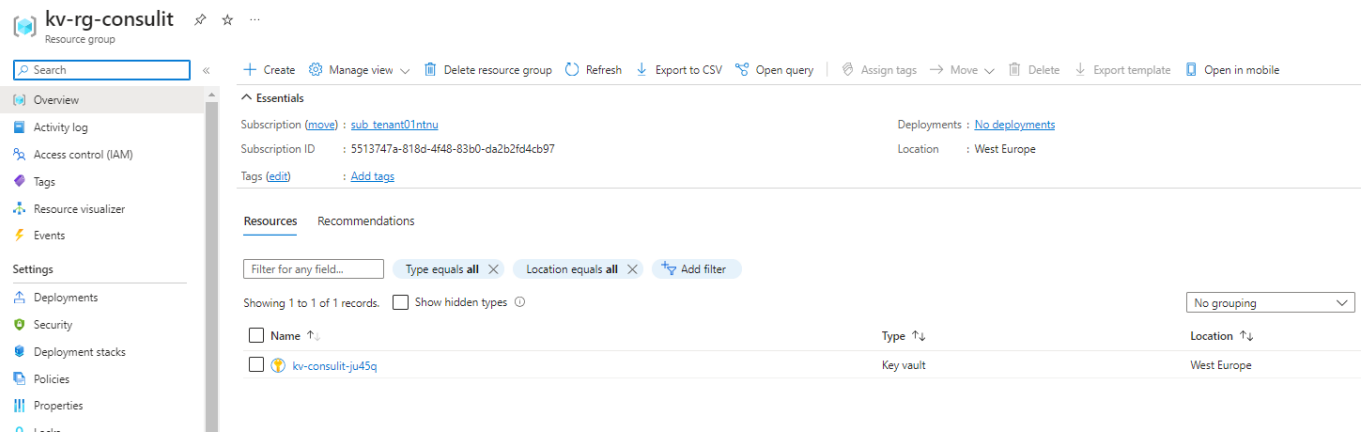 kv-rg-consulit
Resource group
Search
Create Manage view Delete resource group Refresh Export to CSV Open query Assign tags Move Delete Export template Open in mobile
Overview
Activity log
Access control (IAM)
Tags
Resource visualizer
Events
Settings
Deployments
Security
Deployment stacks
Policies
Properties
Locks
Essentials
Subscription (move) : sub_tenant01ntnu
Deployments : No deployments
Subscription ID : 5513747a-818d-4f48-83b0-da2b2fd4cb97
Location : West Europe
Tags (edit) : Add tags
Resources Recommendations
Filter for any field... Type equals all Location equals all Add filter
Showing 1 to 1 of 1 records. Show hidden types No grouping
Name Type Location
kv-consulit-ju45q Key vault West Europe